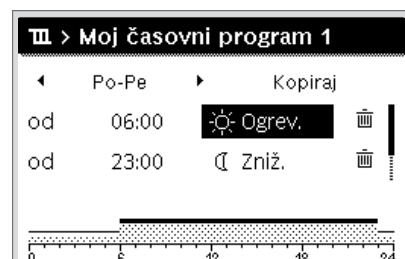 > Moj časovni program 1
Po-Pe Kopiraj
od 06:00 Ogrev.
od 23:00 Zniž.
0 6 12 18 24